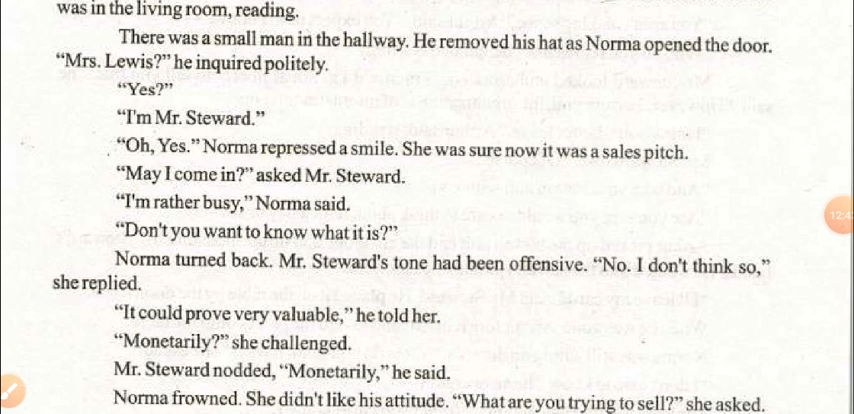 was in the living room, reading.
There was a small man in the hallway. He removed his hat as Norma opened the door.
“Mrs. Lewis?” he inquired politely.
“Yes?”
“I'm Mr. Steward.”
“Oh, Yes.” Norma repressed a smile. She was sure now it was a sales pitch.
“May I come in?” asked Mr. Steward.
“I'm rather busy,” Norma said.
“Don't you want to know what it is?”
Norma turned back. Mr. Steward's tone had been offensive. “No. I don't think so,”
she replied.
“It could prove very valuable,” he told her.
“Monetarily?” she challenged.
Mr. Steward nodded, “Monetarily,” he said.
Norma frowned. She didn't like his attitude. “What are you trying to sell?” she asked.